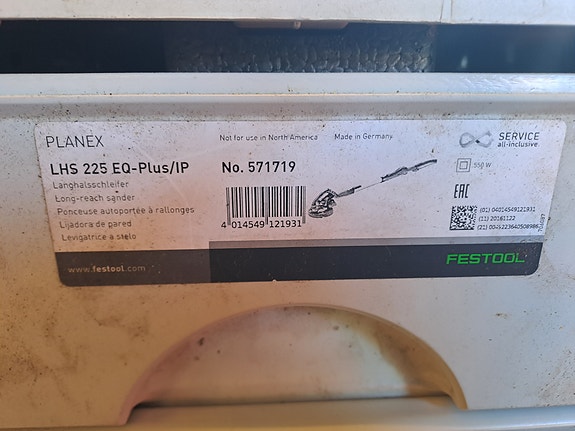 PLANEX
Not for use in North America
Made in Germany
SERVICE
all-inclusive
LHS 225 EQ-Plus/IP
No. 571719
550 W
Langhalsschleifer
Long-reach sander
Ponceuse autoportée à rallonges
Lijadora de pared
Levigatrice a stelo
4 014549 121931
EAC
(01) 04014549121931
(11) 20161122
www.festool.com
FESTOOL